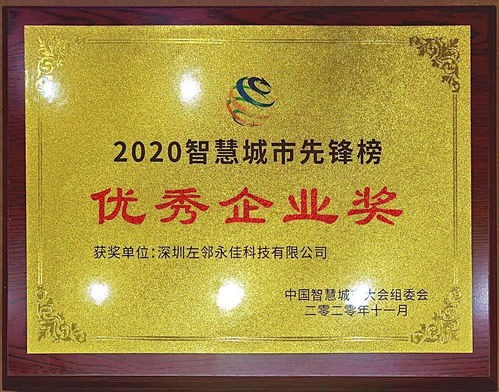 2020智慧城市先锋榜
优秀企业奖
获奖单位:深圳左邻永佳科技有限公司
中国智慧城市大会组委会
二零二零年十一月